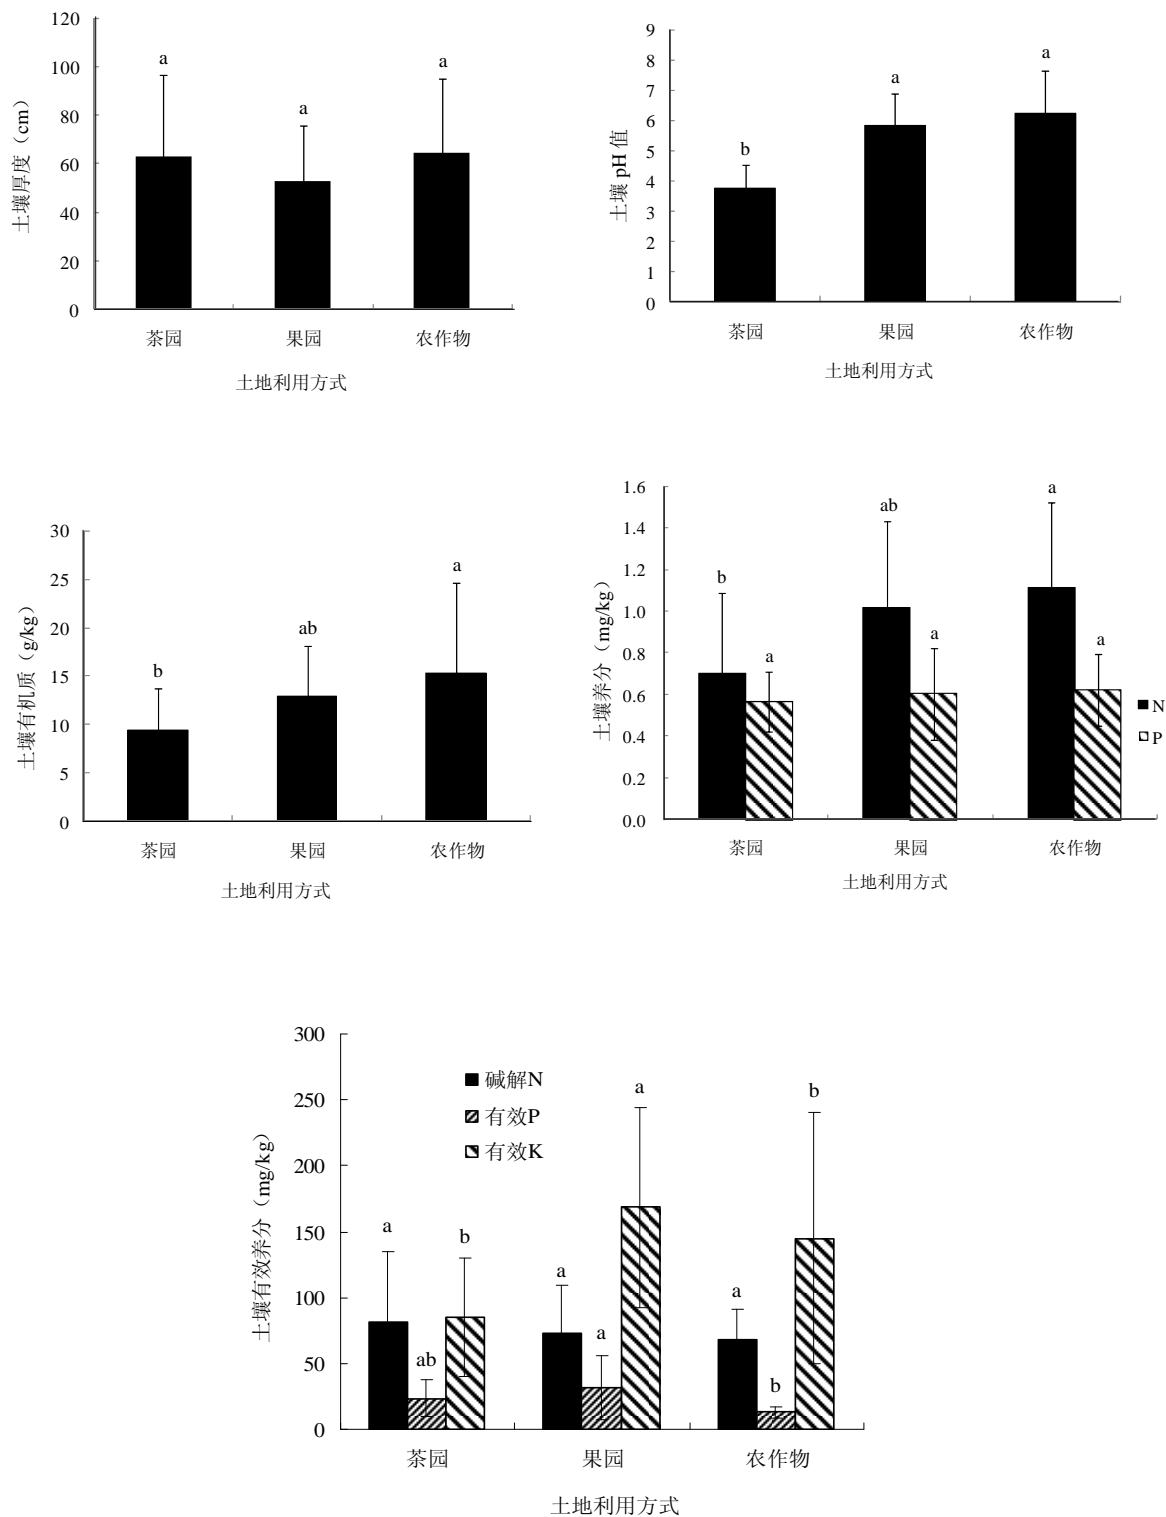 120
100
80
60
40
20
0
土壤厚度（cm）
a
a
a
茶园
果园
农作物
土地利用方式
9
8
7
6
5
4
3
2
1
0
土壤 pH 值
b
a
a
茶园
果园
农作物
土地利用方式
30
25
20
15
10
5
0
土壤有机质（g/kg）
b
ab
a
茶园
果园
农作物
土地利用方式
1.6
1.4
1.2
1.0
0.8
0.6
0.4
0.2
0.0
土壤养分（mg/kg）
b
a
ab
a
a
a
N
P
茶园
果园
农作物
土地利用方式
300
250
200
150
100
50
0
土壤有效养分（mg/kg）
碱解N
有效P
有效K
a
ab
b
a
a
a
a
b
b
茶园
果园
农作物
土地利用方式